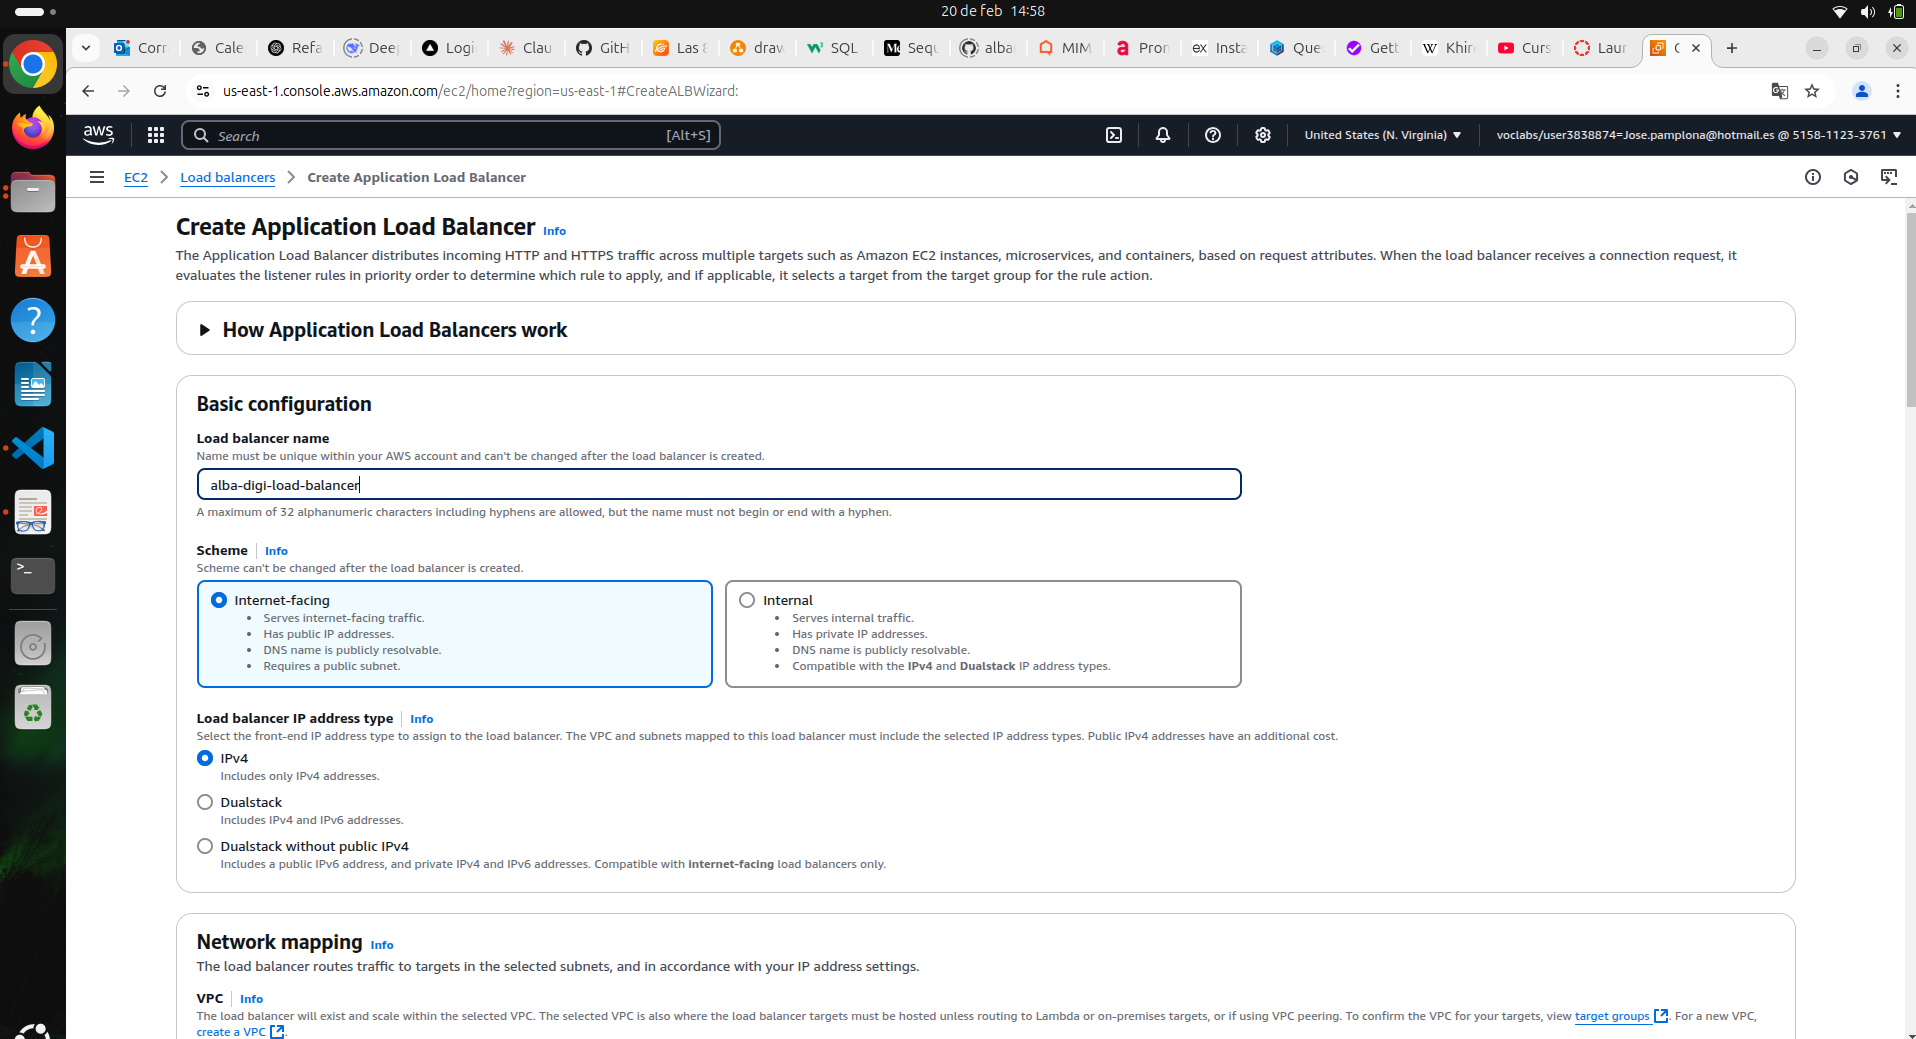 20 de feb 14:58
Corr
Cale
Refa
Deep
Logi
Clau
GitH
Las 8
draw
SQL
Sequ
alba
MIM
Pron
Insta
Que
Gett
Khir
Curs
Laun
us-east-1.console.aws.amazon.com/ec2/home?region=us-east-1#CreateALBWizard:
aws
Search
[Alt+S]
United States (N. Virginia)
voclabs/user3838874=Jose.pamplona@hotmail.es @ 5158-1123-3761
EC2
Load balancers
Create Application Load Balancer
Create Application Load Balancer Info
The Application Load Balancer distributes incoming HTTP and HTTPS traffic across multiple targets such as Amazon EC2 instances, microservices, and containers, based on request attributes. When the load balancer receives a connection request, it
evaluates the listener rules in priority order to determine which rule to apply, and if applicable, it selects a target from the target group for the rule action.
How Application Load Balancers work
Basic configuration
Load balancer name
Name must be unique within your AWS account and can't be changed after the load balancer is created.
alba-digi-load-balancer
A maximum of 32 alphanumeric characters including hyphens are allowed, but the name must not begin or end with a hyphen.
Scheme Info
Scheme can't be changed after the load balancer is created.
Internet-facing
• Serves internet-facing traffic.
• Has public IP addresses.
• DNS name is publicly resolvable.
• Requires a public subnet.
Internal
• Serves internal traffic.
• Has private IP addresses.
• DNS name is publicly resolvable.
• Compatible with the IPv4 and Dualstack IP address types.
Load balancer IP address type Info
Select the front-end IP address type to assign to the load balancer. The VPC and subnets mapped to this load balancer must include the selected IP address types. Public IPv4 addresses have an additional cost.
IPv4
Includes only IPv4 addresses.
Dualstack
Includes IPv4 and IPv6 addresses.
Dualstack without public IPv4
Includes a public IPv6 address, and private IPv4 and IPv6 addresses. Compatible with internet-facing load balancers only.
Network mapping Info
The load balancer routes traffic to targets in the selected subnets, and in accordance with your IP address settings.
VPC Info
The load balancer will exist and scale within the selected VPC. The selected VPC is also where the load balancer targets must be hosted unless routing to Lambda or on-premises targets, or if using VPC peering. To confirm the VPC for your targets, view target groups. For a new VPC,
create a VPC.